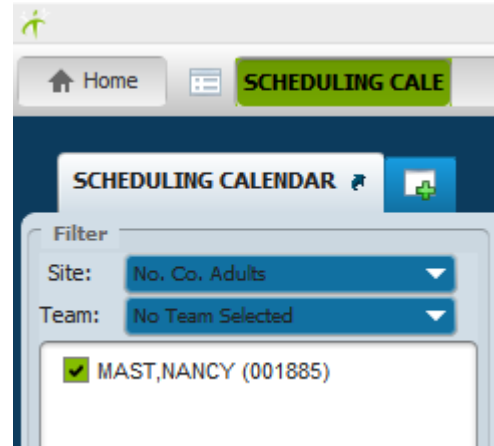 Home
SCHEDULING CALE
SCHEDULING CALENDAR
Filter
Site: No. Co. Adults
Team: No Team Selected
MAST,NANCY (001885)